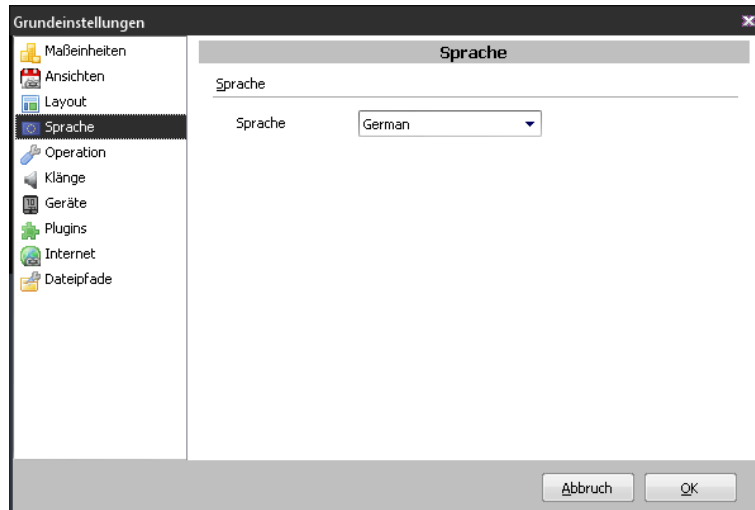 Grundeinstellungen
Maßeinheiten
Ansichten
Layout
Sprache
Operation
Klänge
Geräte
Plugins
Internet
Dateipfade
Sprache
Sprache
Sprache German
Abbruch OK